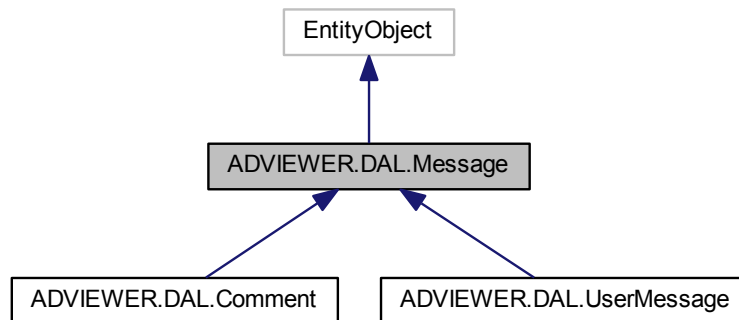 EntityObject
ADVIEWER.DAL.Message
ADVIEWER.DAL.Comment
ADVIEWER.DAL.UserMessage